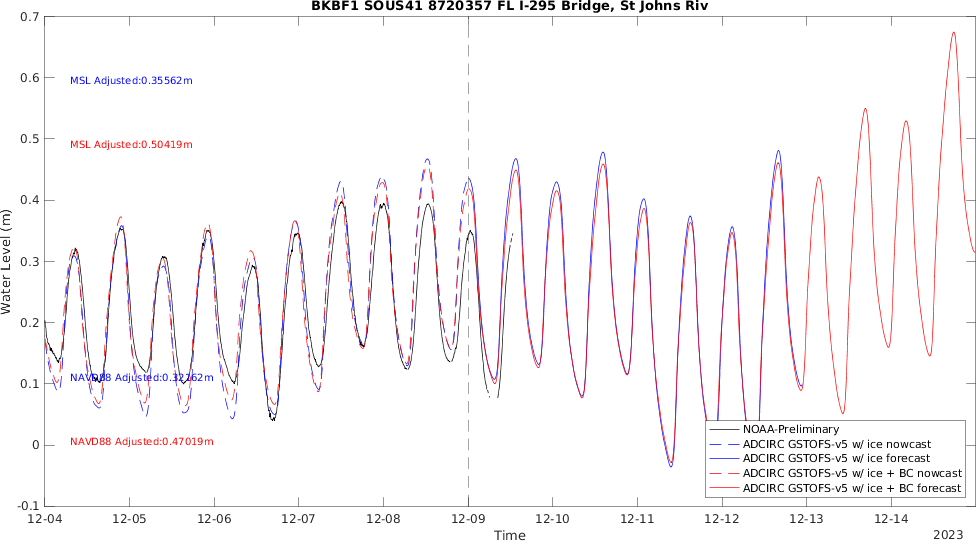 BKBF1 SOUS41 8720357 FL I-295 Bridge, St Johns Riv
0.7
0.6
0.5
0.4
0.3
0.2
0.1
0
-0.1
Water Level (m)
MSL Adjusted:0.35562m
MSL Adjusted:0.50419m
NAVD88 Adjusted:0.32162m
NAVD88 Adjusted:0.47019m
NOAA-Preliminary
ADCIRC GSTOFS-v5 w/ ice nowcast
ADCIRC GSTOFS-v5 w/ ice forecast
ADCIRC GSTOFS-v5 w/ ice + BC nowcast
ADCIRC GSTOFS-v5 w/ ice + BC forecast
12-04 12-05 12-06 12-07 12-08 12-09 12-10 12-11 12-12 12-13 12-14
Time
2023